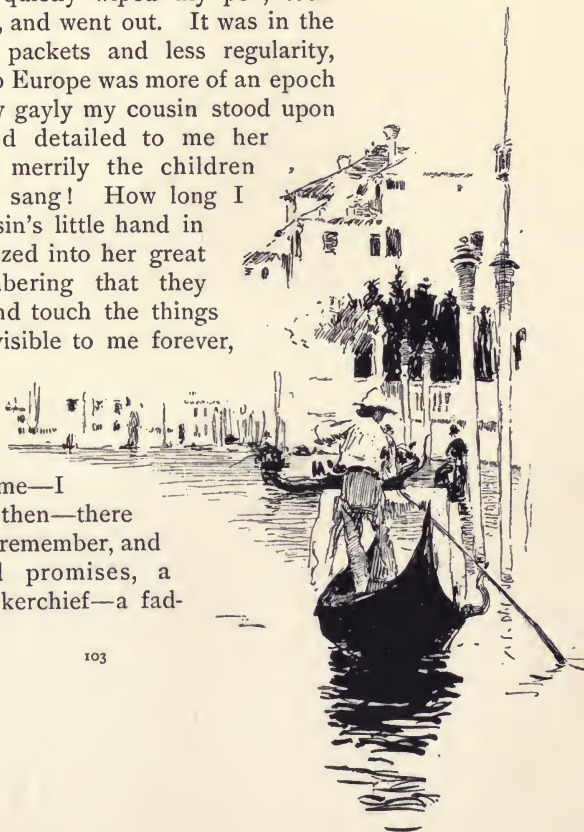 , and went out. It was in the
packets and less regularity,
Europe was more of an epoch
gayly my cousin stood upon
d detailed to me her
merrily the children
sang! How long I
sin's little hand in
zed into her great
bering that they
nd touch the things
visible to me forever,
me—I
then—there
remember, and
promises, a
kerchief—a fad-
103